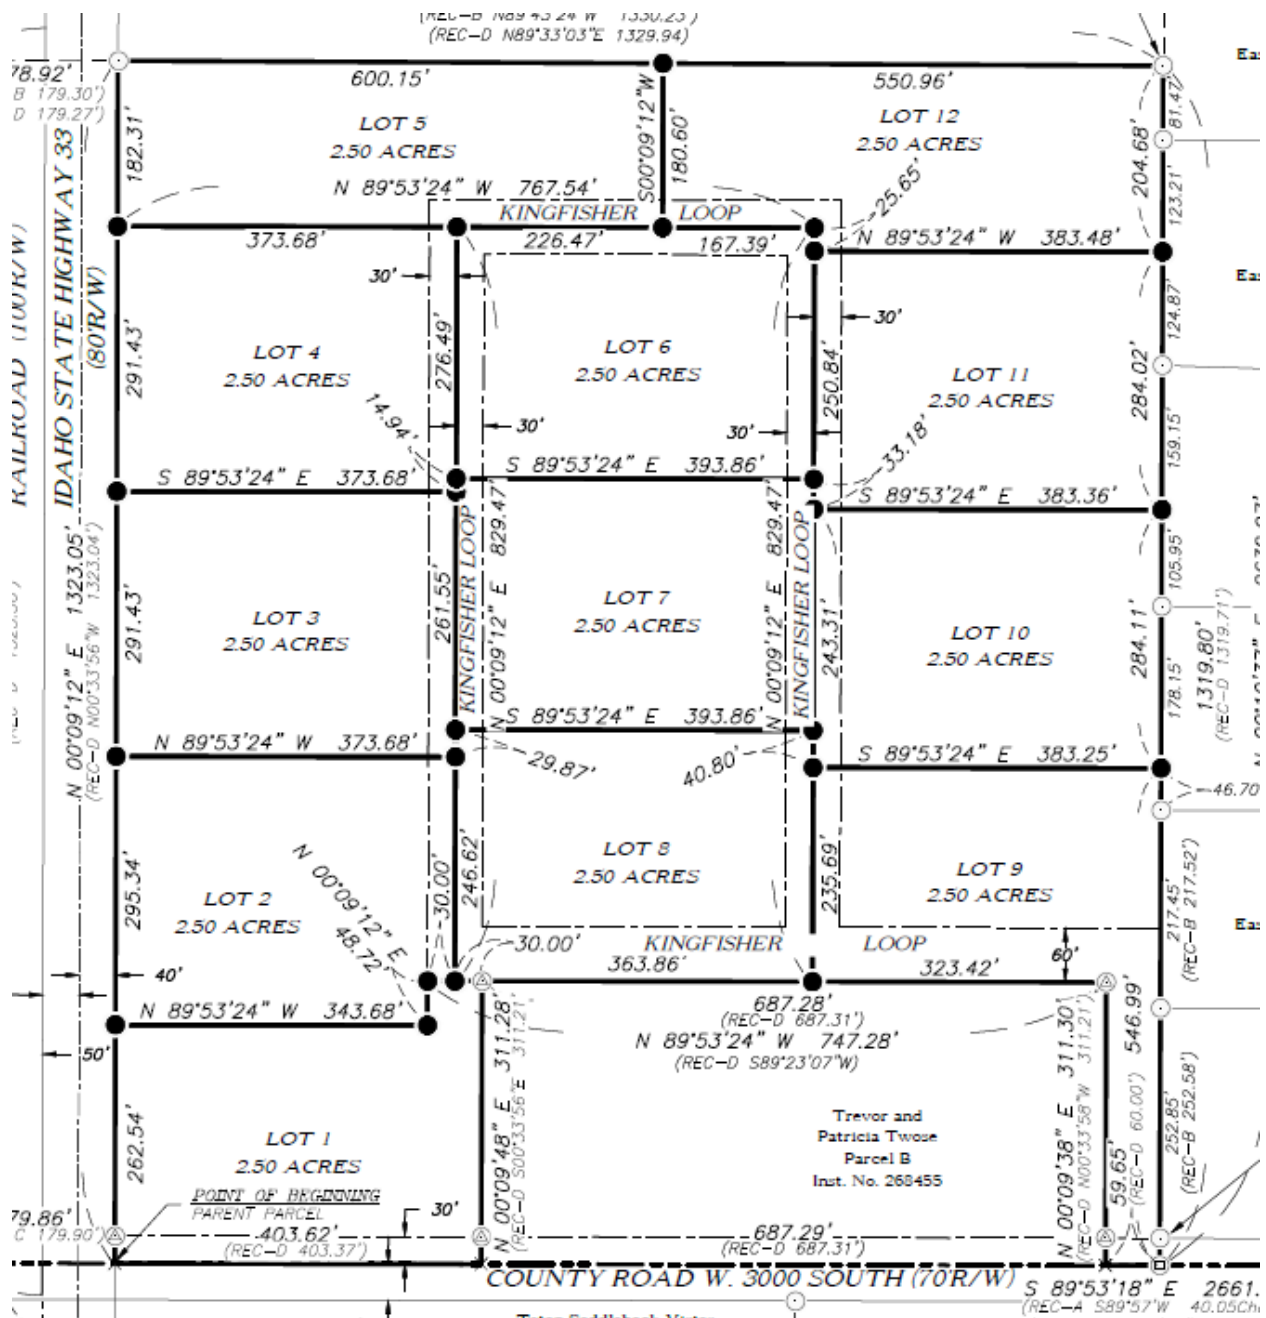 (REC-B N89°43'24"W 1330.23')
(REC-D N89°33'03"E 1329.94)
78.92'
B 179.30')
D 179.27')
600.15'
550.96'
Eas
LOT 5
2.50 ACRES
LOT 12
2.50 ACRES
182.31'
S00°09'12"W
180.60'
204.68'
81.47'
123.21'
25.65'
N 89°53'24" W 767.54'
KINGFISHER LOOP
373.68'
226.47'
167.39'
N 89°53'24" W 383.48'
RAILROAD (100'R/W)
IDAHO STATE HIGHWAY 33
(80'R/W)
30'
30'
Eas
291.43'
LOT 4
2.50 ACRES
276.49'
LOT 6
2.50 ACRES
250.84'
LOT 11
2.50 ACRES
284.02'
124.87'
159.15'
14.94'
30'
30'
33.18'
S 89°53'24" E 373.68'
S 89°53'24" E 393.86'
S 89°53'24" E 383.36'
N 00°09'12" E 1323.05'
(REC-D N00°33'56"W 1323.04')
291.43'
LOT 3
2.50 ACRES
261.55'
KINGFISHER LOOP
N 00°09'12" E 829.47'
LOT 7
2.50 ACRES
N 00°09'12" E 829.47'
KINGFISHER LOOP
243.31'
LOT 10
2.50 ACRES
284.11'
105.95'
178.15'
1319.80'
(REC-D 1319.71')
N 89°53'24" W 373.68'
S 89°53'24" E 393.86'
29.87'
40.80'
S 89°53'24" E 383.25'
46.70
295.34'
LOT 2
2.50 ACRES
N 00°09'12" E
48.72'
30.00'
246.62'
LOT 8
2.50 ACRES
235.69'
LOT 9
2.50 ACRES
217.45'
(REC-B 217.52')
Eas
30.00'
KINGFISHER LOOP
60'
40'
363.86'
323.42'
N 89°53'24" W 343.68'
687.28'
(REC-D 687.31')
N 89°53'24" W 747.28'
(REC-D S89°23'07"W)
50'
262.54'
LOT 1
2.50 ACRES
N 00°09'48" E 311.28'
(REC-D S00°33'56"E 311.21'
Trevor and
Patricia Twose
Parcel B
Inst. No. 268455
N 00°09'38" E 311.30'
(REC-D N00°33'58"W 311.21')
59.65'
(REC-D 60.00')
546.99'
252.85'
(REC-B 252.58')
POINT OF BEGINNING
PARENT PARCEL
30'
79.86'
C 179.90')
403.62'
(REC-D 403.37')
687.29'
(REC-D 687.31')
COUNTY ROAD W. 3000 SOUTH (70'R/W)
S 89°53'18" E 2661.
(REC-A S89°57'W 40.05Ch